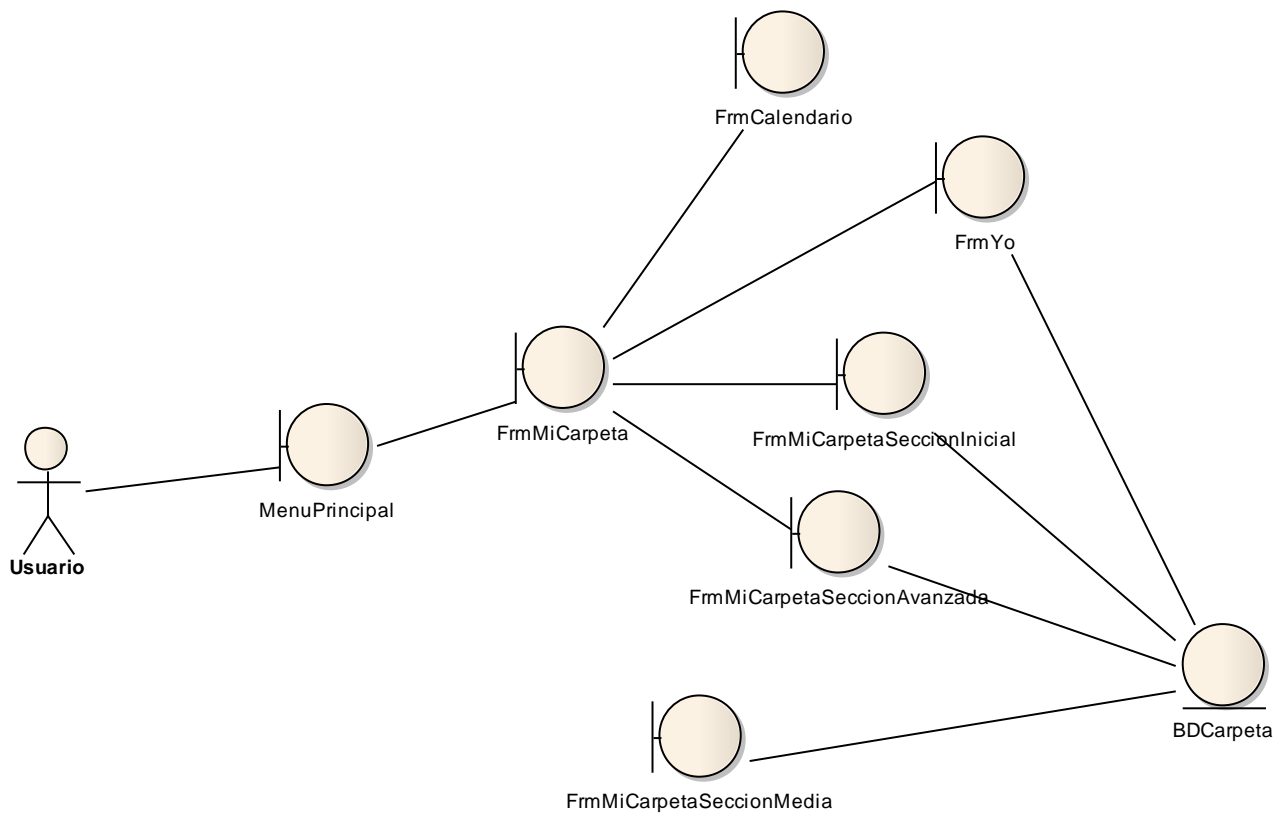 FrmCalendario
FrmYo
FrmMiCarpeta
FrmMiCarpetaSeccionInicial
MenuPrincipal
Usuario
FrmMiCarpetaSeccionAvanzada
BDCarpeta
FrmMiCarpetaSeccionMedia